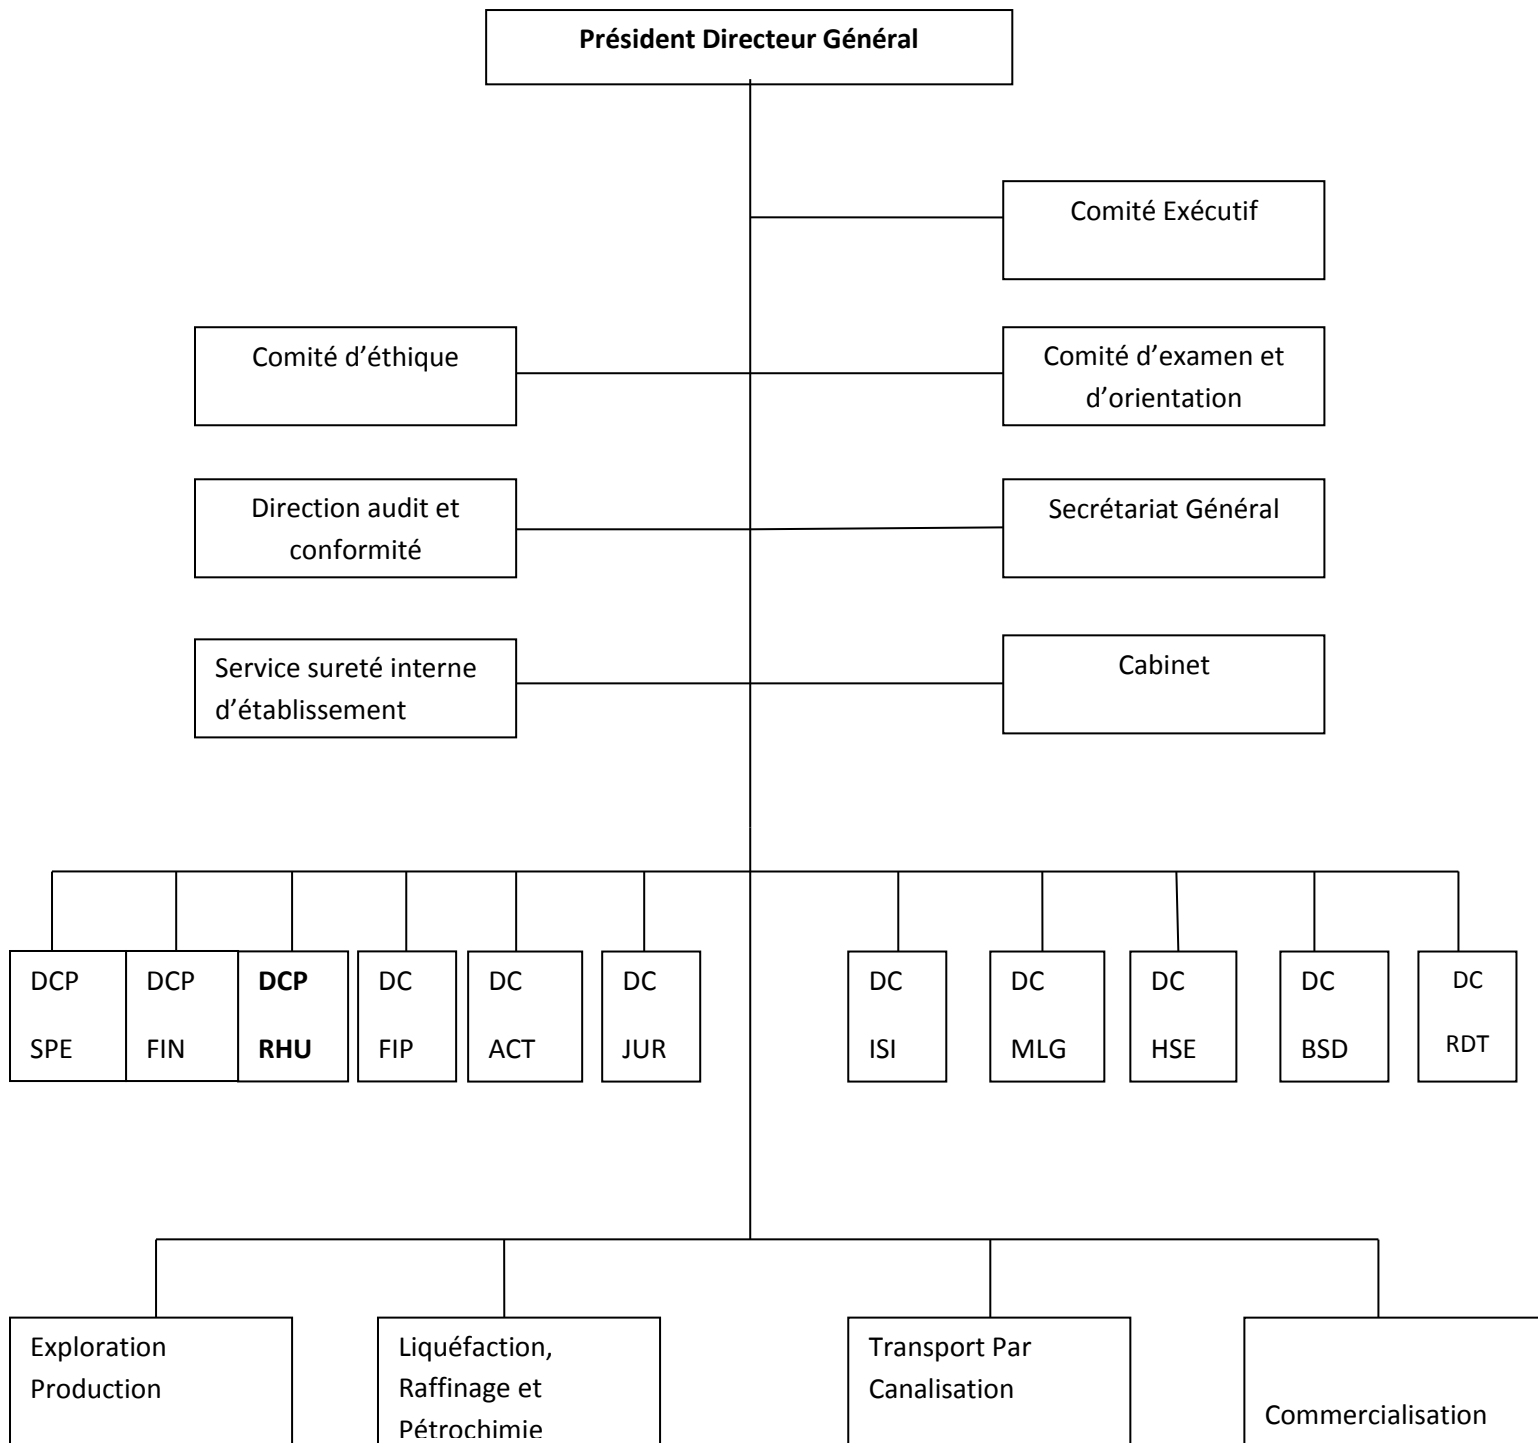 Président Directeur Général
Comité Exécutif
Comité d’éthique
Comité d’examen et
d’orientation
Direction audit et
conformité
Secrétariat Général
Service sureté interne
d’établissement
Cabinet
DCP
SPE
DCP
FIN
DCP
RHU
DC
FIP
DC
ACT
DC
JUR
DC
ISI
DC
MLG
DC
HSE
DC
BSD
DC
RDT
Exploration
Production
Liquéfaction,
Raffinage et
Pétrochimie
Transport Par
Canalisation
Commercialisation